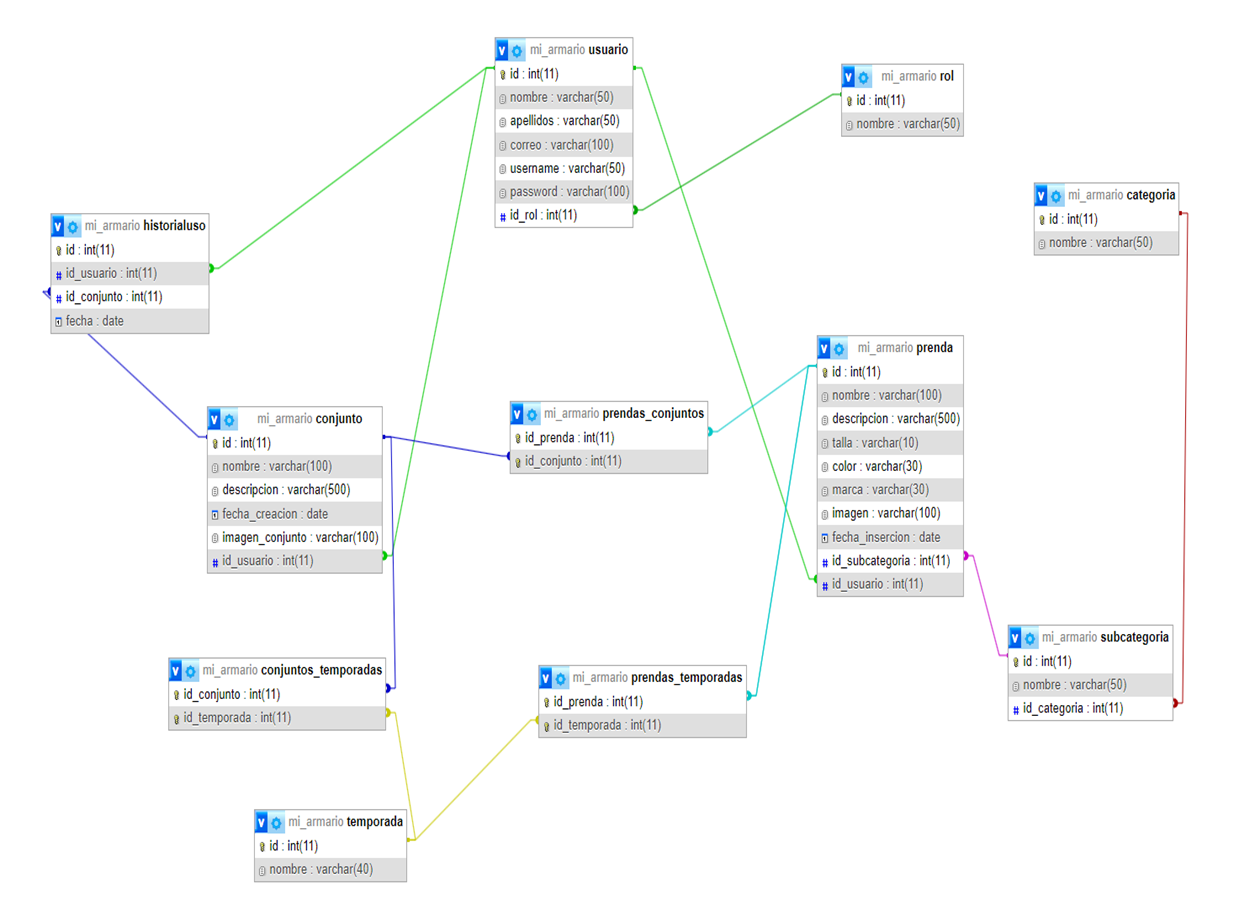 mi_armario usuario
id : int(11)
nombre : varchar(50)
apellidos : varchar(50)
correo : varchar(100)
username : varchar(50)
password : varchar(100)
id_rol : int(11)
mi_armario rol
id : int(11)
nombre : varchar(50)
mi_armario categoria
id : int(11)
nombre : varchar(50)
mi_armario historialuso
id : int(11)
id_usuario : int(11)
id_conjunto : int(11)
fecha : date
mi_armario prenda
id : int(11)
nombre : varchar(100)
descripcion : varchar(500)
talla : varchar(10)
color : varchar(30)
marca : varchar(30)
imagen : varchar(100)
fecha_insercion : date
id_subcategoria : int(11)
id_usuario : int(11)
mi_armario conjunto
id : int(11)
nombre : varchar(100)
descripcion : varchar(500)
fecha_creacion : date
imagen_conjunto : varchar(100)
id_usuario : int(11)
mi_armario prendas_conjuntos
id_prenda : int(11)
id_conjunto : int(11)
mi_armario subcategoria
id : int(11)
nombre : varchar(50)
id_categoria : int(11)
mi_armario conjuntos_temporadas
id_conjunto : int(11)
id_temporada : int(11)
mi_armario prendas_temporadas
id_prenda : int(11)
id_temporada : int(11)
mi_armario temporada
id : int(11)
nombre : varchar(40)